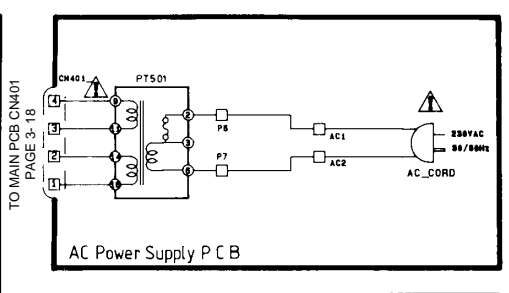 TO MAIN PCB CN401
PAGE 3- 18
CN401
PT501
4
3
2
1
9
2
3
6
P6
P7
AC1
AC2
230VAC
50/60Hz
AC_CORD
AC Power Supply P C B